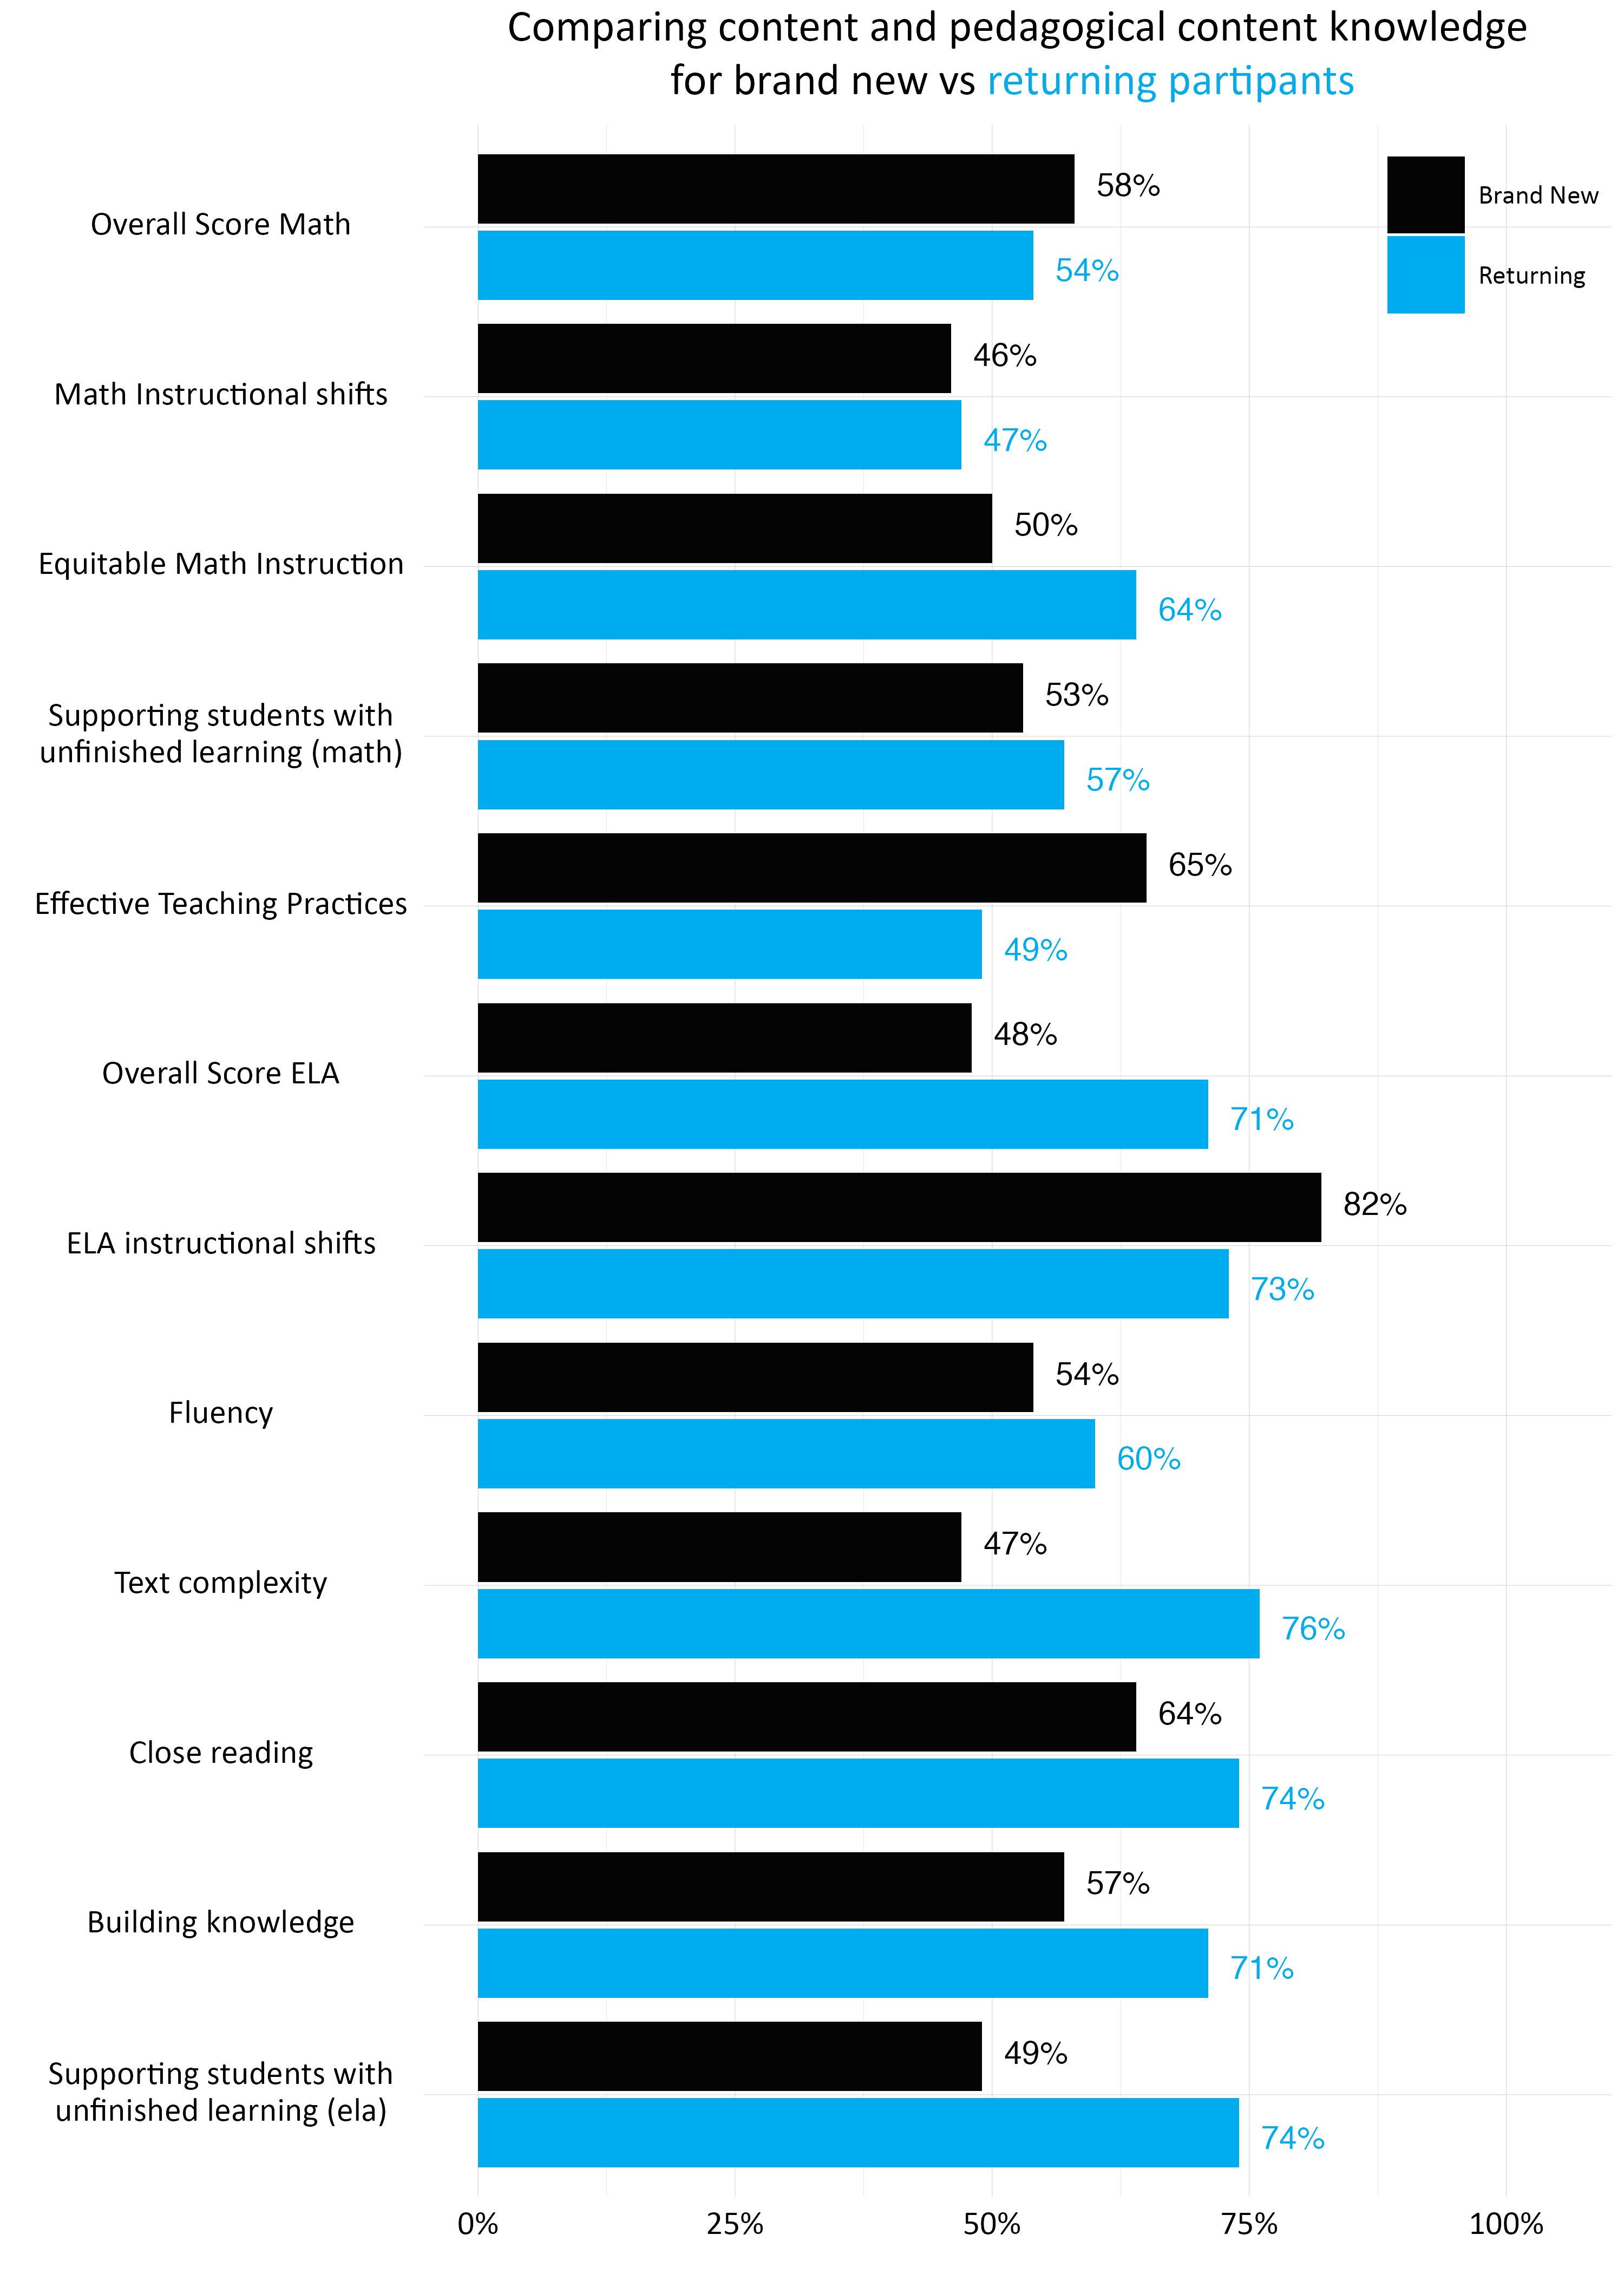 Comparing content and pedagogical content knowledge
for brand new vs returning partipants
Brand New
Returning
Overall Score Math
58%
54%
Math Instructional shifts
46%
47%
Equitable Math Instruction
50%
64%
Supporting students with
unfinished learning (math)
53%
57%
Effective Teaching Practices
65%
49%
Overall Score ELA
48%
71%
ELA instructional shifts
82%
73%
Fluency
54%
60%
Text complexity
47%
76%
Close reading
64%
74%
Building knowledge
57%
71%
Supporting students with
unfinished learning (ela)
49%
74%
0% 25% 50% 75% 100%